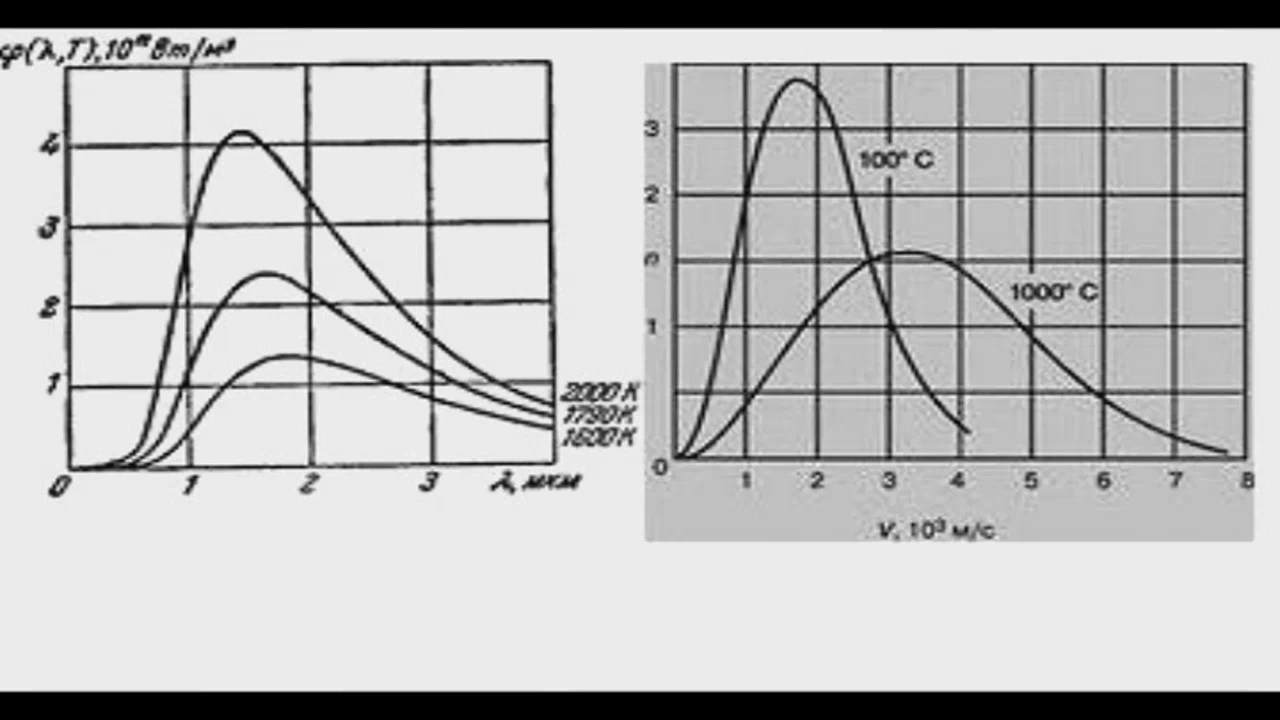 φ(λ,T), 10¹¹ Вт/м³
4
3
2
1
0 1 2 3 λ, мкм
2000 K
1790 K
1600 K
3
2
1
0
100° C
1000° C
1 2 3 4 5 6 7 8
V, 10³ м/с